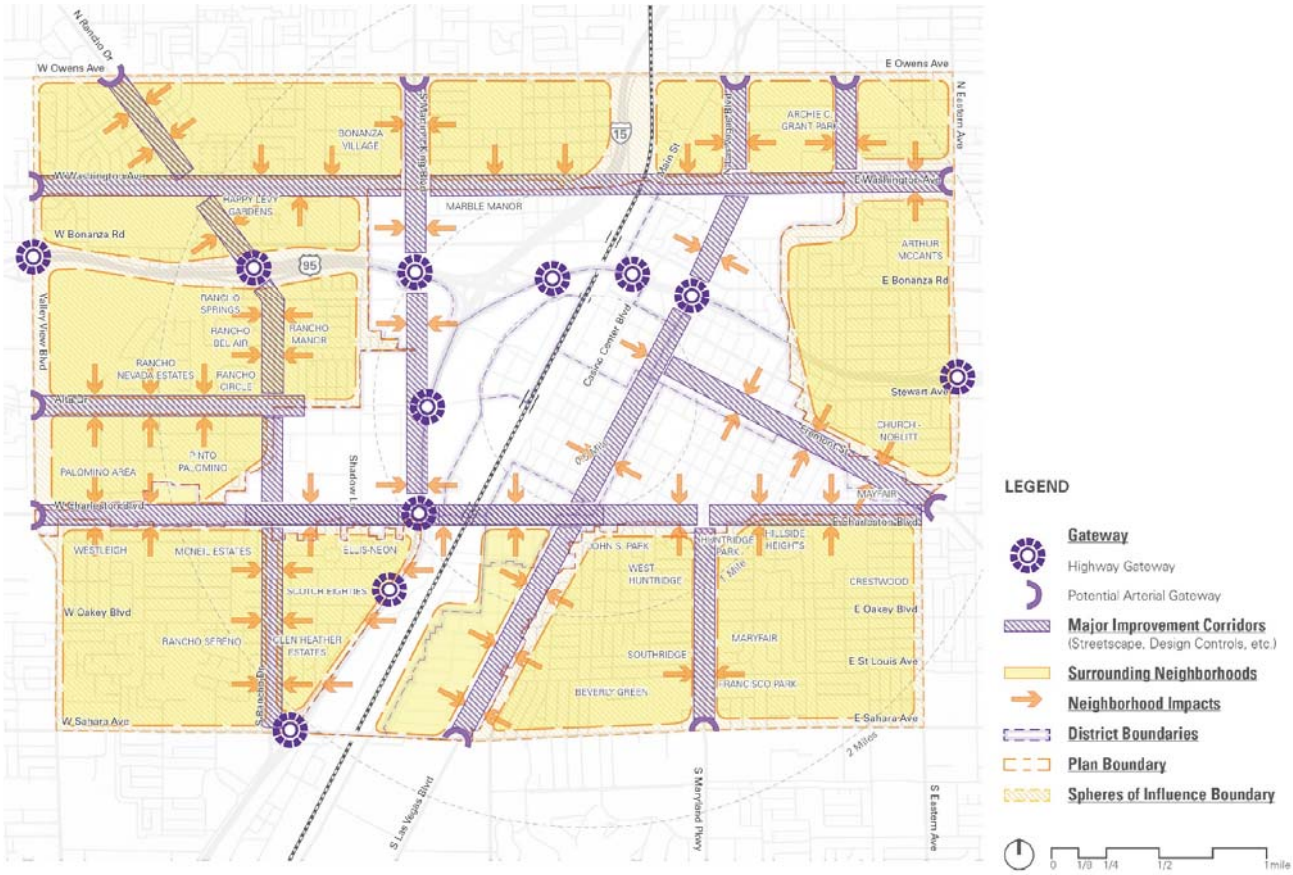 N Rancho Dr
W Owens Ave
E Owens Ave
N Eastern Ave
15
BONANZA
VILLAGE
ARCHIE C.
GRANT PARK
Main St
W Washington Ave
E Washington Ave
HAPPY LEVY
GARDENS
MARBLE MANOR
W Bonanza Rd
ARTHUR
MCCANTS
E Bonanza Rd
95
Valley View Blvd
RANCHO
SPRINGS
RANCHO
BEL AIR
RANCHO
MANOR
Casino Center Blvd
RANCHO
NEVADA ESTATES
RANCHO
CIRCLE
Stewart Ave
Alta Dr
Fremont St
CHURCH -
NOBLITT
PINTO
PALOMINO
PALOMINO AREA
0.5 Mile
MAYFAIR
W Charleston Blvd
E Charleston Blvd
WESTLEIGH
MCNEIL ESTATES
ELLIS-NEON
JOHN S. PARK
HUNTRIDGE
PARK
HILLSIDE
HEIGHTS
WEST
HUNTRIDGE
1 Mile
CRESTWOOD
SCOTCH EIGHTIES
W Oakey Blvd
E Oakey Blvd
RANCHO SERENO
GLEN HEATHER
ESTATES
MARYFAIR
SOUTHRIDGE
E St Louis Ave
BEVERLY GREEN
FRANCISCO PARK
W Sahara Ave
E Sahara Ave
2 Miles
S Las Vegas Blvd
S Maryland Pkwy
S Eastern Ave
LEGEND
Gateway
Highway Gateway
Potential Arterial Gateway
Major Improvement Corridors
(Streetscape, Design Controls, etc.)
Surrounding Neighborhoods
Neighborhood Impacts
District Boundaries
Plan Boundary
Spheres of Influence Boundary
0 1/8 1/4 1/2 1mile